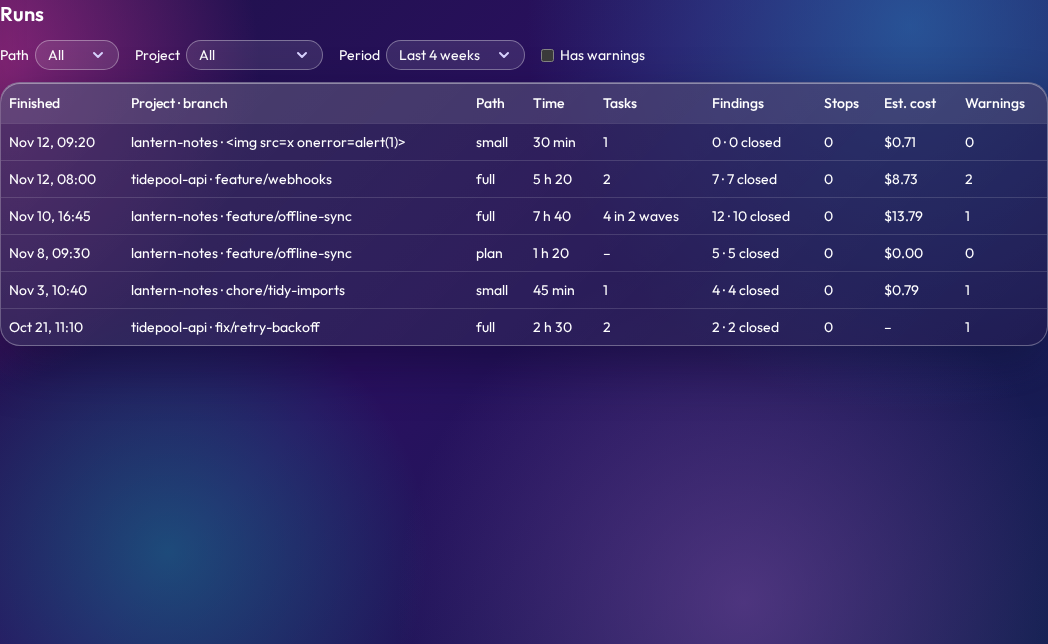 Runs
Path All Project All Period Last 4 weeks Has warnings
Finished Project · branch Path Time Tasks Findings Stops Est. cost Warnings
Nov 12, 09:20 lantern-notes · <img src=x onerror=alert(1)> small 30 min 1 0 · 0 closed 0 $0.71 0
Nov 12, 08:00 tidepool-api · feature/webhooks full 5 h 20 2 7 · 7 closed 0 $8.73 2
Nov 10, 16:45 lantern-notes · feature/offline-sync full 7 h 40 4 in 2 waves 12 · 10 closed 0 $13.79 1
Nov 8, 09:30 lantern-notes · feature/offline-sync plan 1 h 20 – 5 · 5 closed 0 $0.00 0
Nov 3, 10:40 lantern-notes · chore/tidy-imports small 45 min 1 4 · 4 closed 0 $0.79 1
Oct 21, 11:10 tidepool-api · fix/retry-backoff full 2 h 30 2 2 · 2 closed 0 – 1